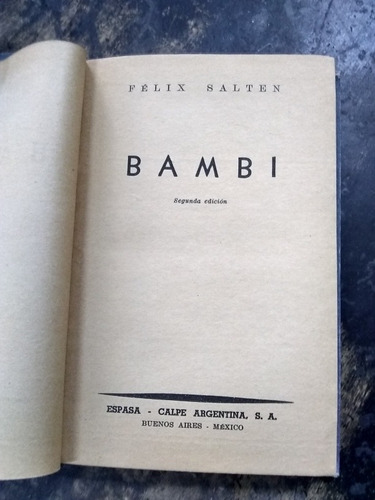 FÉLIX SALTEN
BAMBI
Segunda edición
ESPASA - CALPE ARGENTINA, S. A.
BUENOS AIRES - MÉXICO